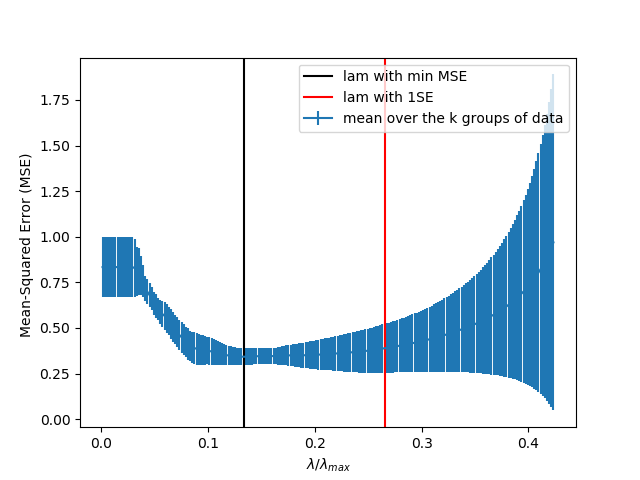 lam with min MSE
lam with 1SE
mean over the k groups of data
Mean-Squared Error (MSE)
1.75
1.50
1.25
1.00
0.75
0.50
0.25
0.00
0.0 0.1 0.2 0.3 0.4
λ/λmax